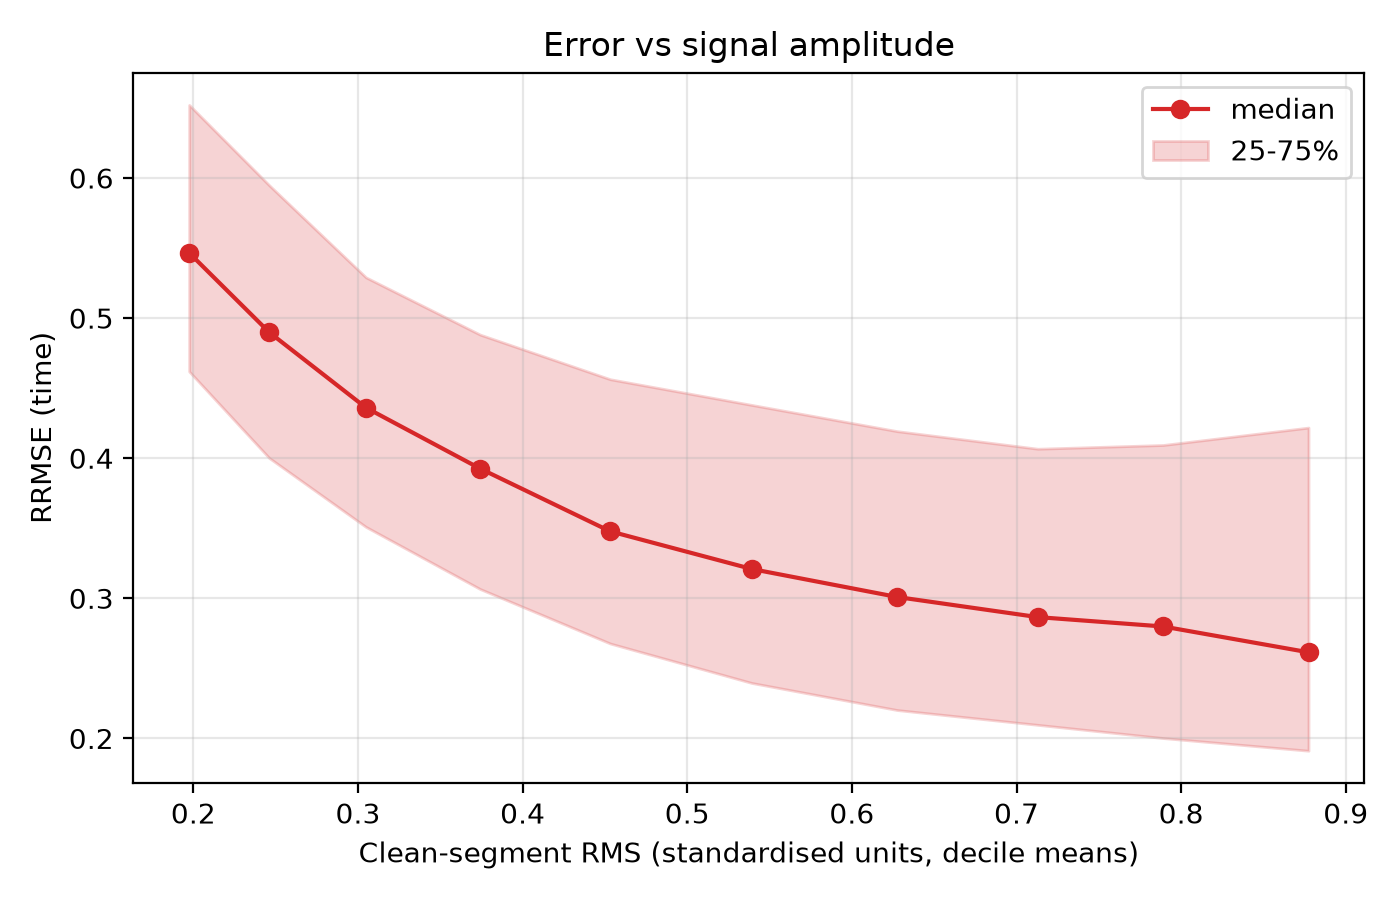 Error vs signal amplitude
median
25-75%
RRMSE (time)
0.6
0.5
0.4
0.3
0.2
0.2 0.3 0.4 0.5 0.6 0.7 0.8 0.9
Clean-segment RMS (standardised units, decile means)